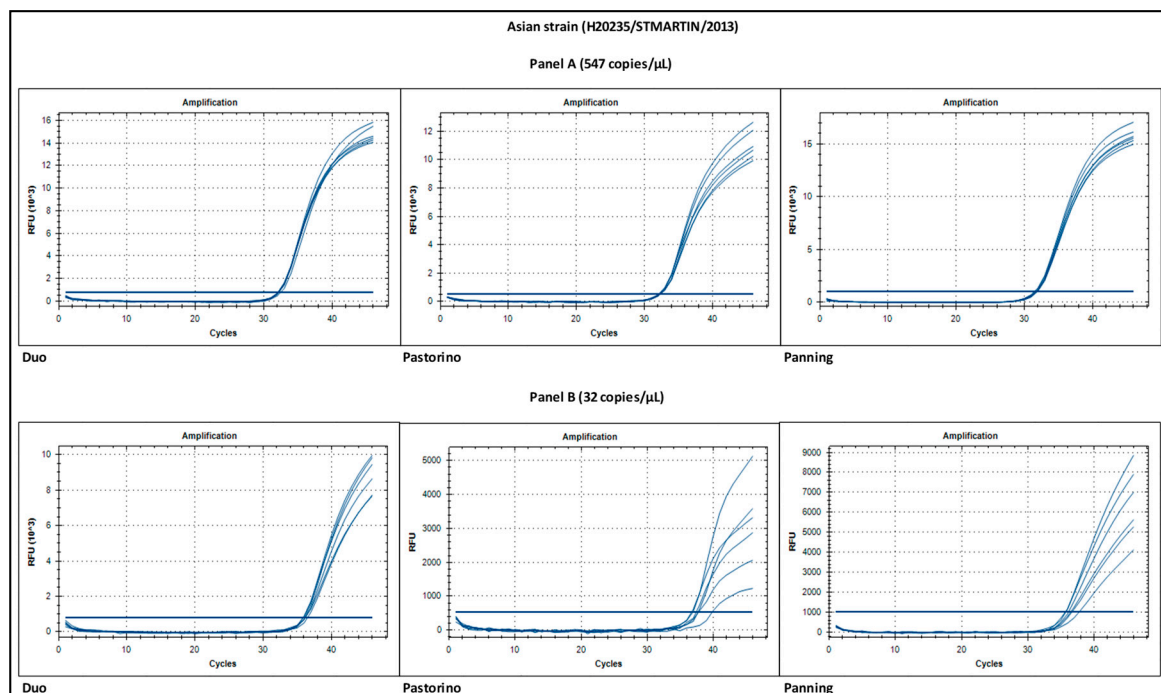 Asian strain (H20235/STMARTIN/2013)
Panel A (547 copies/µL)
Amplification
RFU (10^3)
16
14
12
10
8
6
4
2
0
0 10 20 30 40
Cycles
Duo
Amplification
RFU (10^3)
12
10
8
6
4
2
0
0 10 20 30 40
Cycles
Pastorino
Amplification
RFU (10^3)
15
10
5
0
0 10 20 30 40
Cycles
Panning
Panel B (32 copies/µL)
Amplification
RFU (10^3)
10
8
6
4
2
0
0 10 20 30 40
Cycles
Duo
Amplification
RFU
5000
4000
3000
2000
1000
0
0 10 20 30 40
Cycles
Pastorino
Amplification
RFU
9000
8000
7000
6000
5000
4000
3000
2000
1000
0
0 10 20 30 40
Cycles
Panning